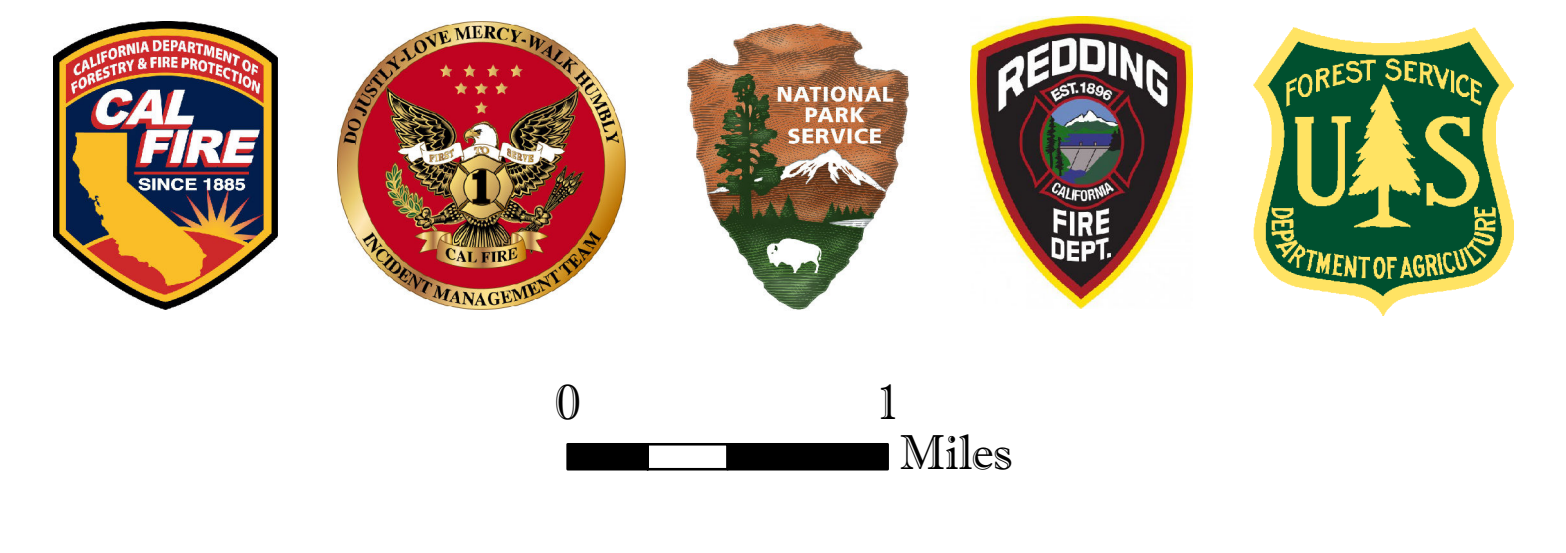 CALIFORNIA DEPARTMENT OF
FORESTRY & FIRE PROTECTION
CAL
FIRE
SINCE 1885
DO JUSTLY-LOVE MERCY-WALK HUMBLY
FIRST TO SERVE
1
CAL FIRE
INCIDENT MANAGEMENT TEAM
NATIONAL
PARK
SERVICE
REDDING
EST. 1896
CALIFORNIA
FIRE
DEPT.
FOREST SERVICE
U S
DEPARTMENT OF AGRICULTURE
0 1
Miles